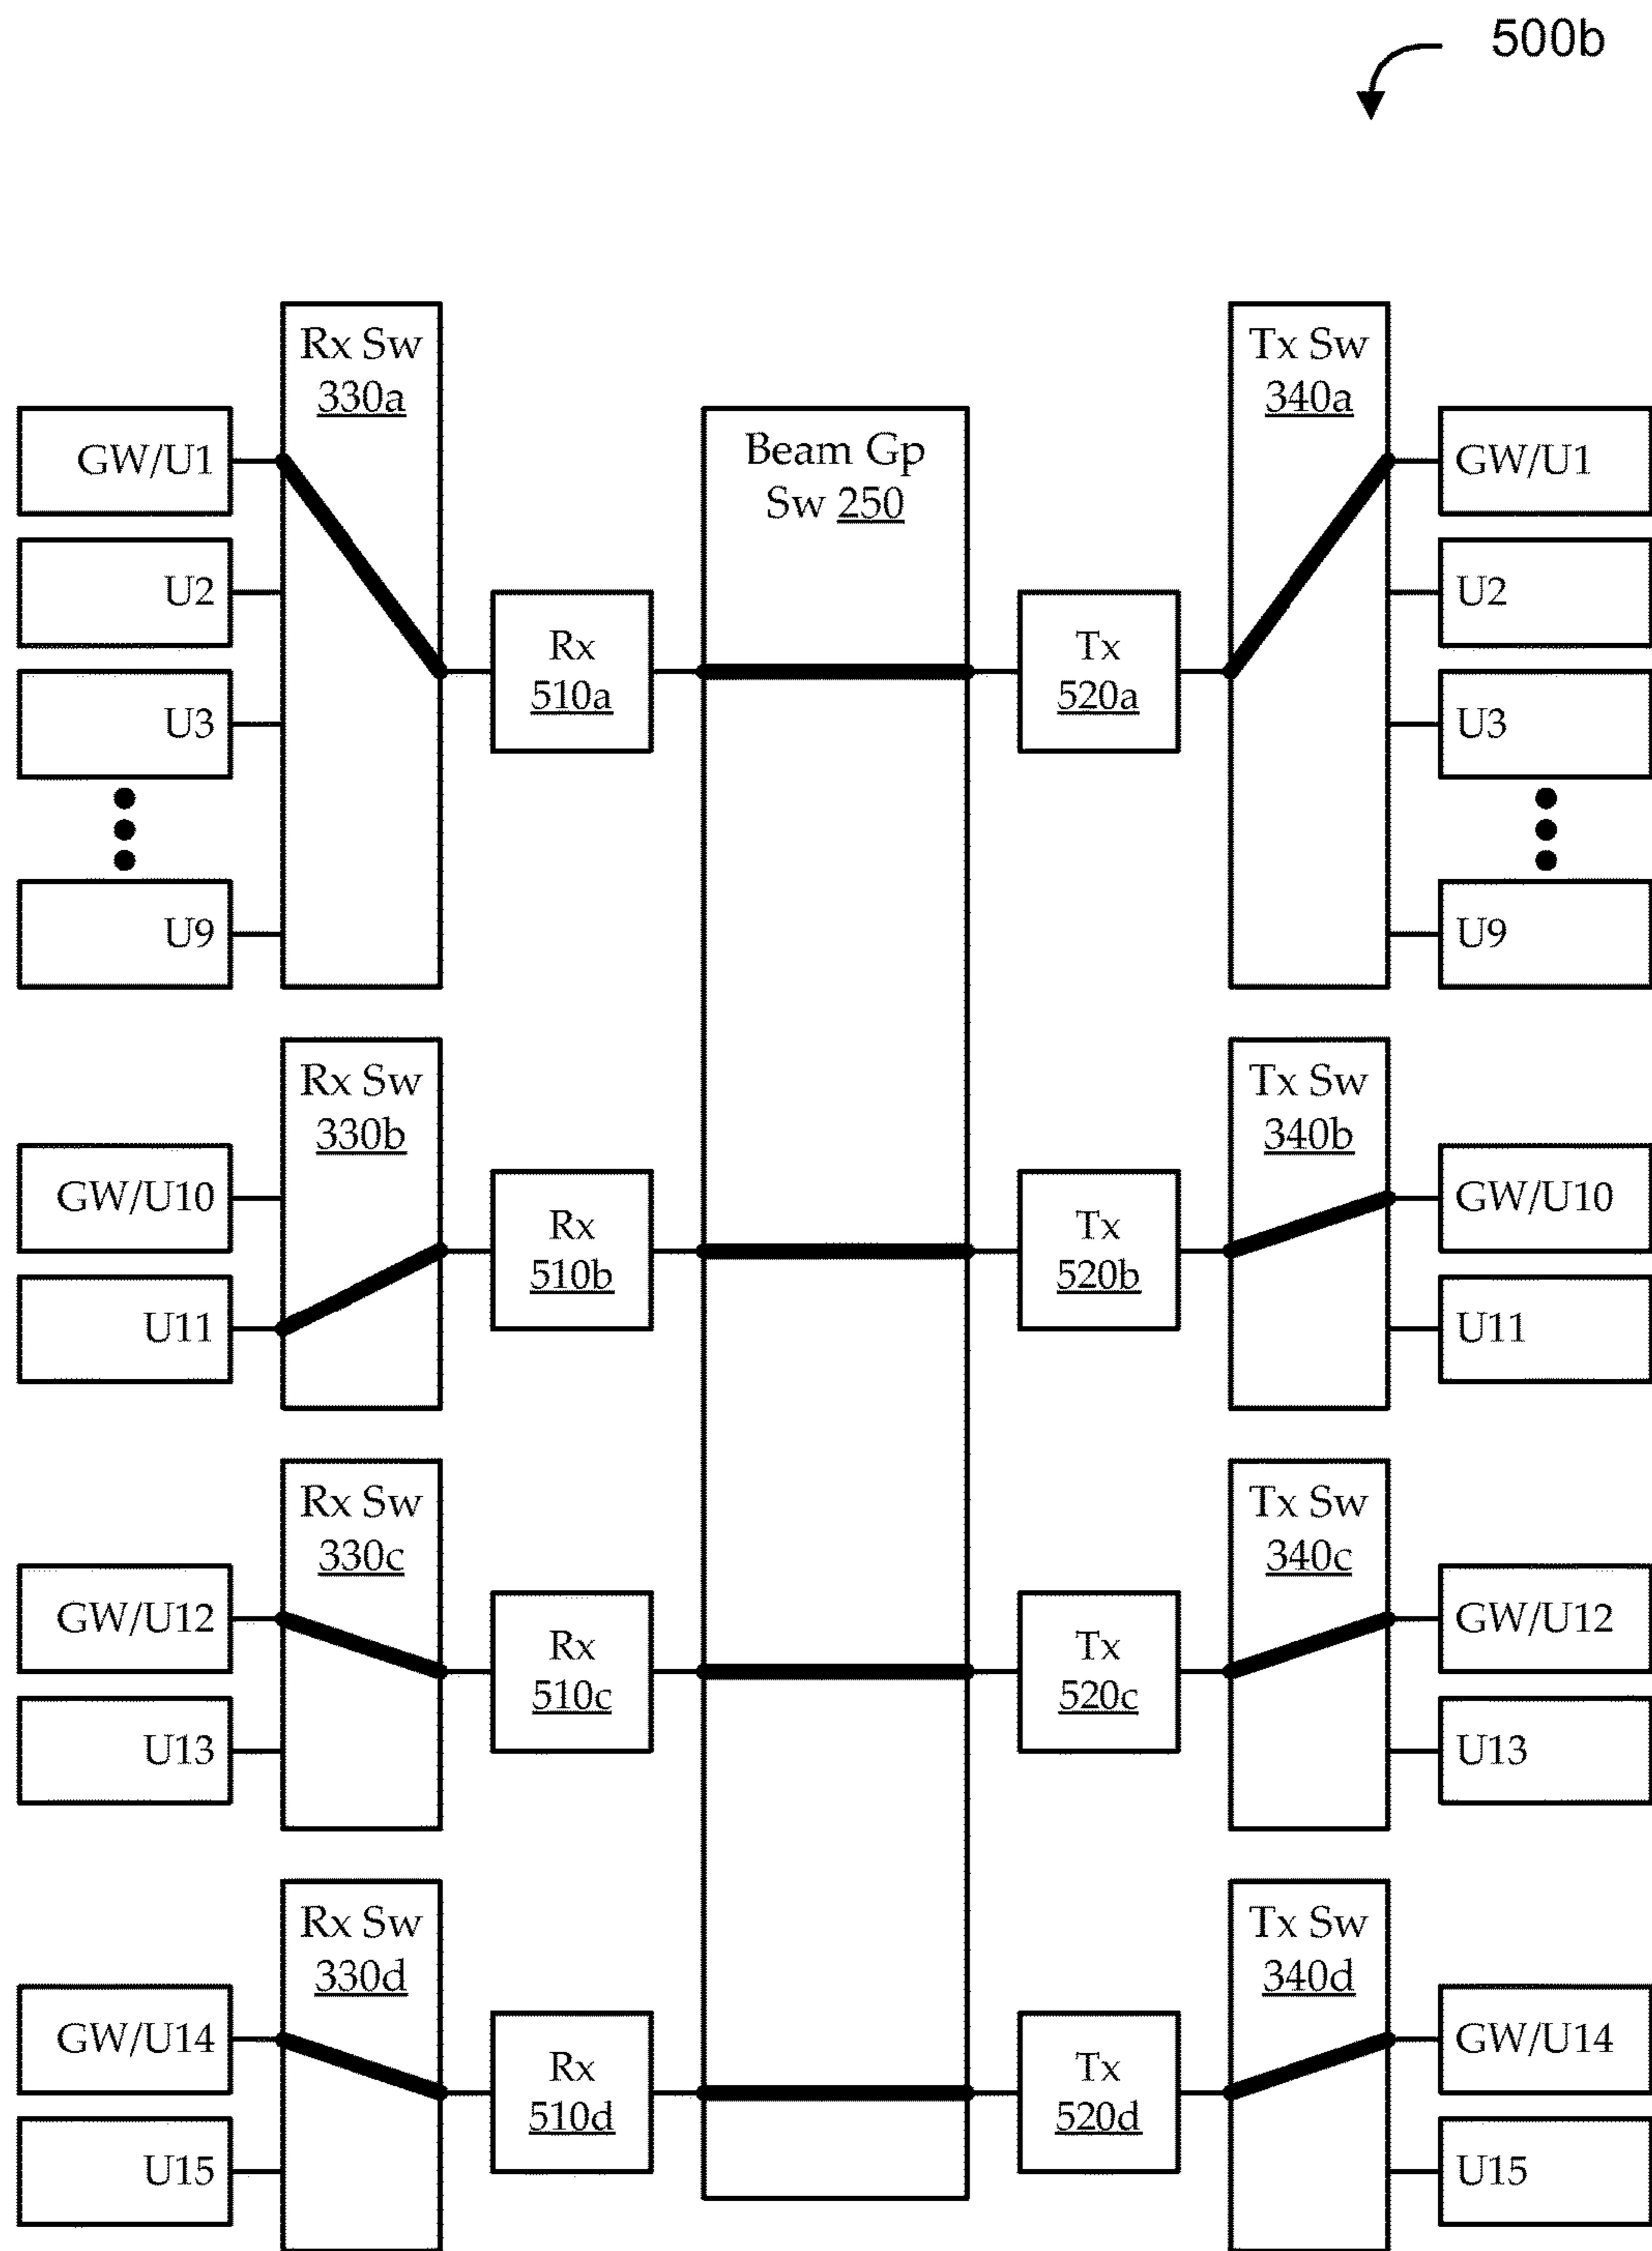 500b
Rx Sw
330a
Tx Sw
340a
GW/U1
Beam Gp
Sw 250
GW/U1
U2
U2
Rx
510a
Tx
520a
U3
U3
U9
U9
Rx Sw
330b
Tx Sw
340b
GW/U10
GW/U10
Rx
510b
Tx
520b
U11
U11
Rx Sw
330c
Tx Sw
340c
GW/U12
GW/U12
Rx
510c
Tx
520c
U13
U13
Rx Sw
330d
Tx Sw
340d
GW/U14
GW/U14
Rx
510d
Tx
520d
U15
U15